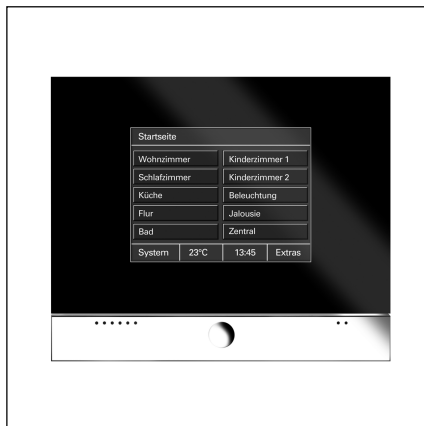 Startseite
Wohnzimmer Kinderzimmer 1
Schlafzimmer Kinderzimmer 2
Küche Beleuchtung
Flur Jalousie
Bad Zentral
System 23°C 13:45 Extras